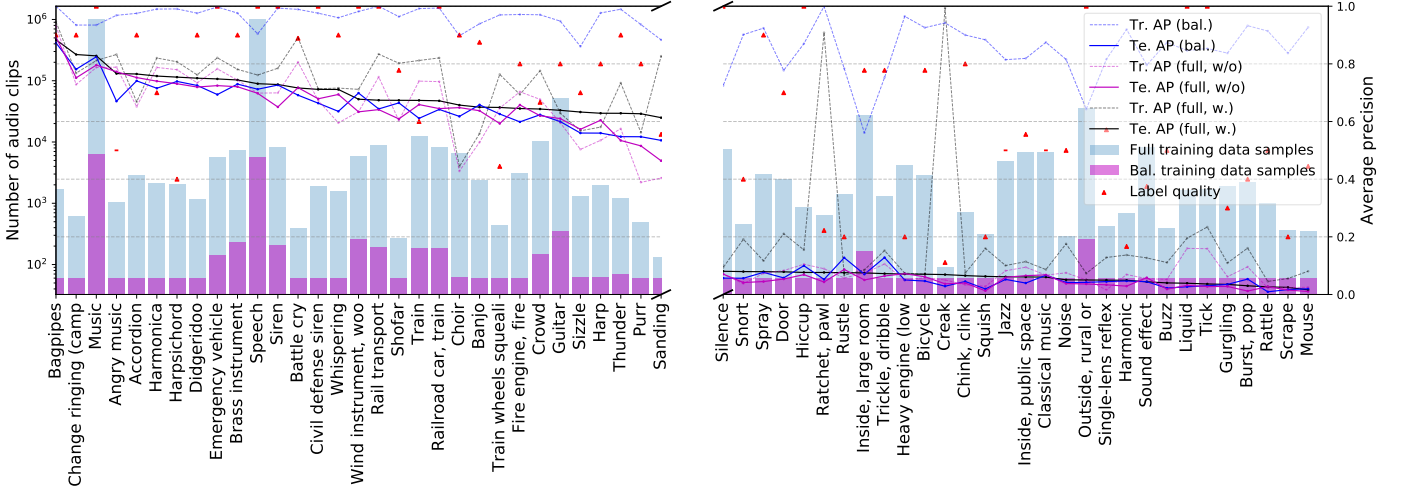 Number of audio clips
10^6
10^5
10^4
10^3
10^2
Bagpipes
Change ringing (camp
Music
Angry music
Accordion
Harmonica
Harpsichord
Didgeridoo
Emergency vehicle
Brass instrument
Speech
Siren
Battle cry
Civil defense siren
Whispering
Wind instrument, woo
Rail transport
Shofar
Train
Railroad car, train
Choir
Banjo
Train wheels squeali
Fire engine, fire
Crowd
Guitar
Sizzle
Harp
Thunder
Purr
Sanding
Silence
Snort
Spray
Door
Hiccup
Ratchet, pawl
Rustle
Inside, large room
Trickle, dribble
Heavy engine (low
Bicycle
Creak
Chink, clink
Squish
Jazz
Inside, public space
Classical music
Noise
Outside, rural or
Single-lens reflex
Harmonic
Sound effect
Buzz
Liquid
Tick
Gurgling
Burst, pop
Rattle
Scrape
Mouse
Tr. AP (bal.)
Te. AP (bal.)
Tr. AP (full, w/o)
Te. AP (full, w/o)
Tr. AP (full, w.)
Te. AP (full, w.)
Full training data samples
Bal. training data samples
Label quality
1.0
0.8
0.6
0.4
0.2
0.0
Average precision